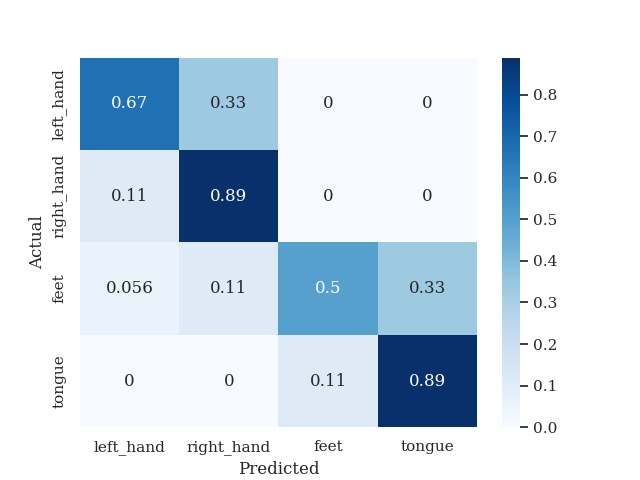 Actual
left_hand
right_hand
feet
tongue
0.67 0.33 0 0
0.11 0.89 0 0
0.056 0.11 0.5 0.33
0 0 0.11 0.89
left_hand right_hand feet tongue
Predicted
0.8
0.7
0.6
0.5
0.4
0.3
0.2
0.1
0.0